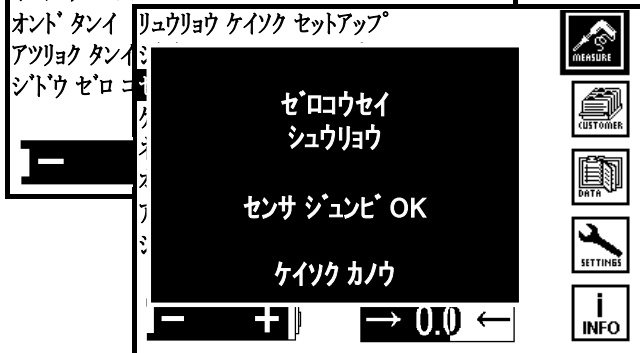 オンド タンイ
アツリョク タンイ
ジドウ ゼロ コ
リュウリョウ ケイソク セットアップ
ゼロコウセイ
シュウリョウ
センサ ジュンビ OK
ケイソク カノウ
− +
→ 0.0 ←
MEASURE
CUSTOMER
DATA
SETTINGS
i
INFO